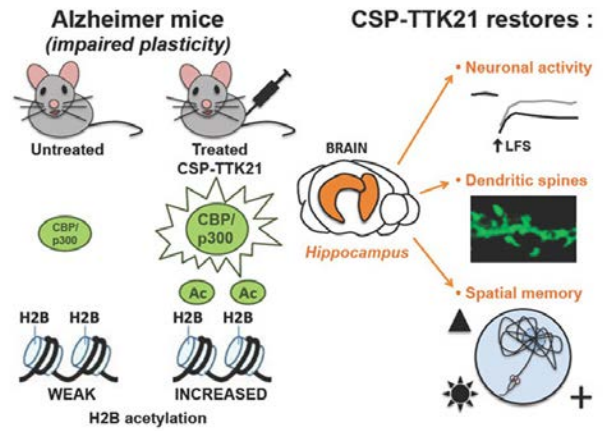 Alzheimer mice
(impaired plasticity)
Untreated
Treated
CSP-TTK21
CBP/
p300
CBP/
p300
Ac
Ac
H2B
H2B
H2B
H2B
WEAK
INCREASED
H2B acetylation
BRAIN
Hippocampus
CSP-TTK21 restores :
• Neuronal activity
LFS
• Dendritic spines
• Spatial memory